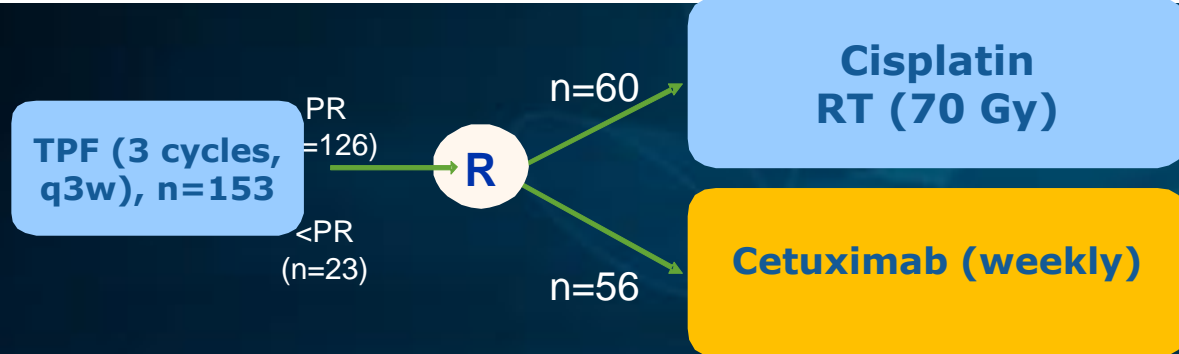 TPF (3 cycles,
q3w), n=153
PR
=126)
<PR
(n=23)
R
n=60
n=56
Cisplatin
RT (70 Gy)
Cetuximab (weekly)